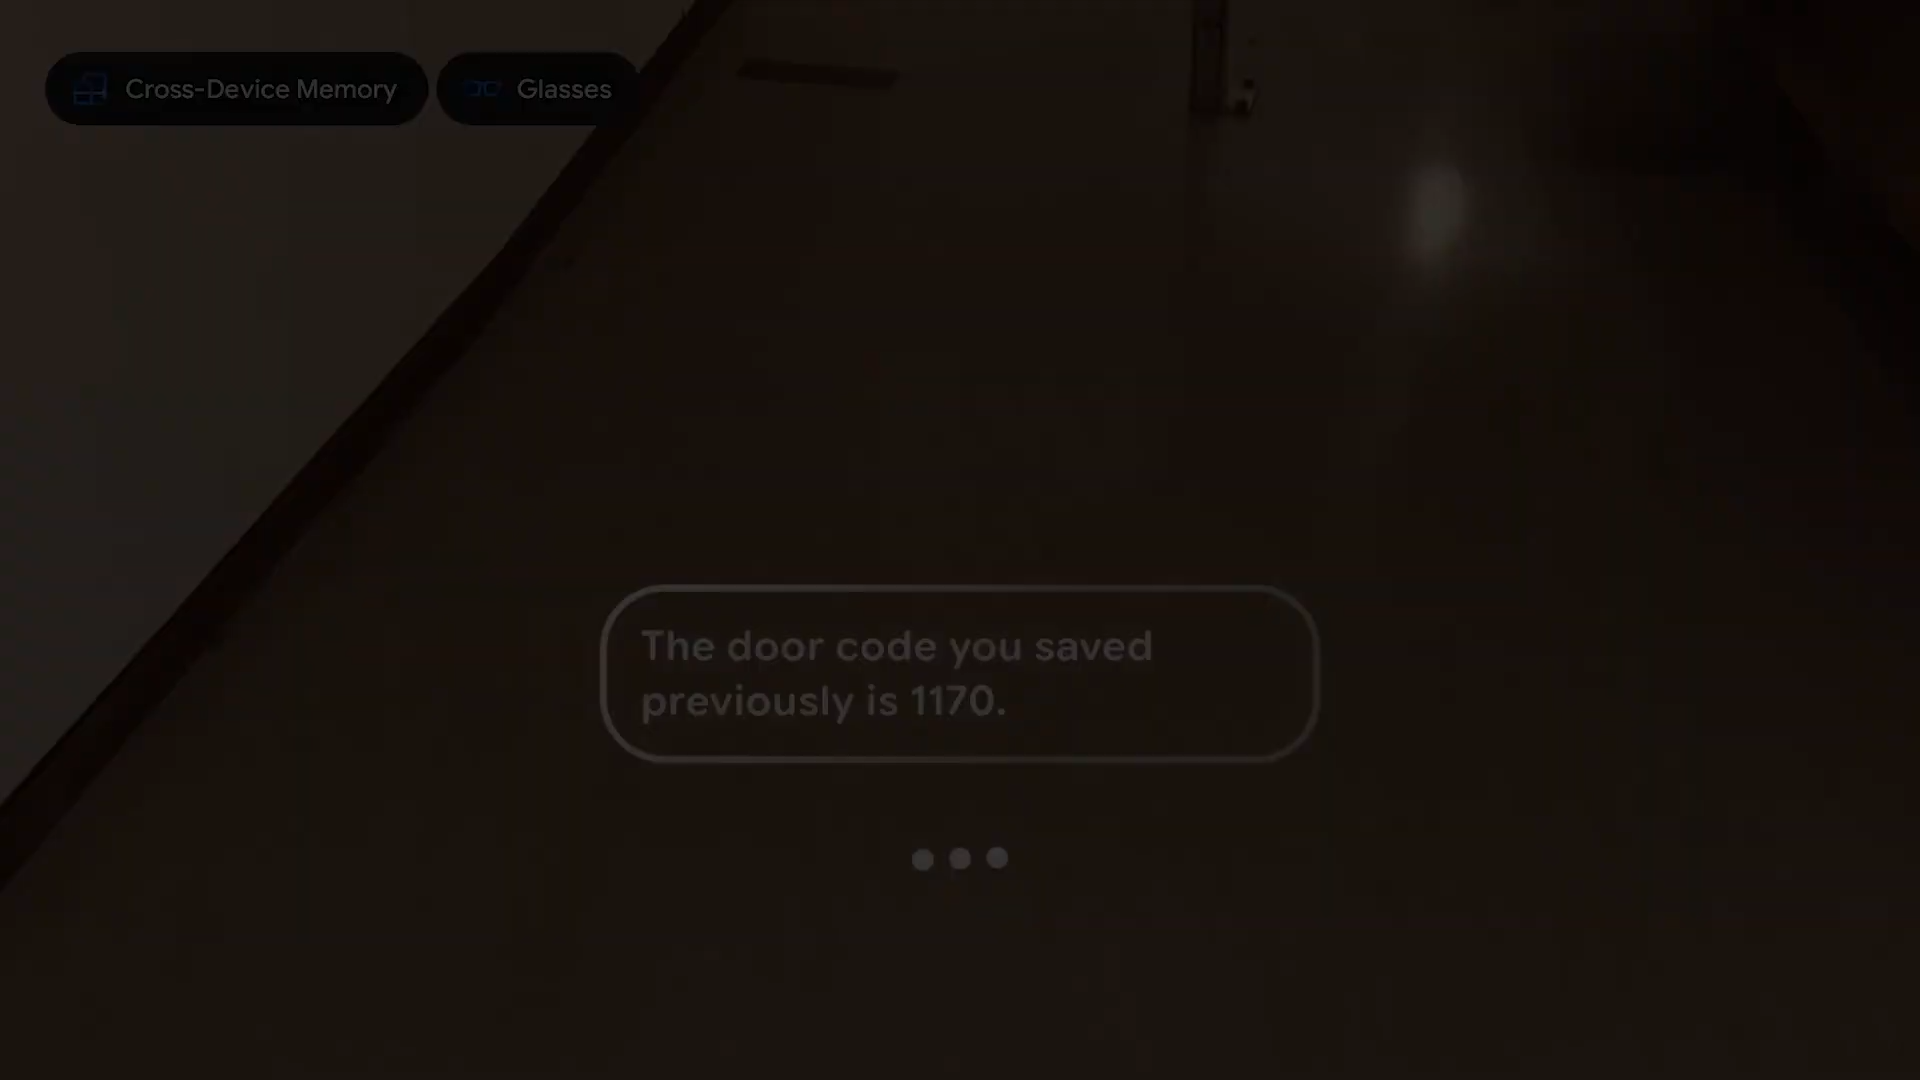 Cross-Device Memory
Glasses
The door code you saved
previously is 1170.